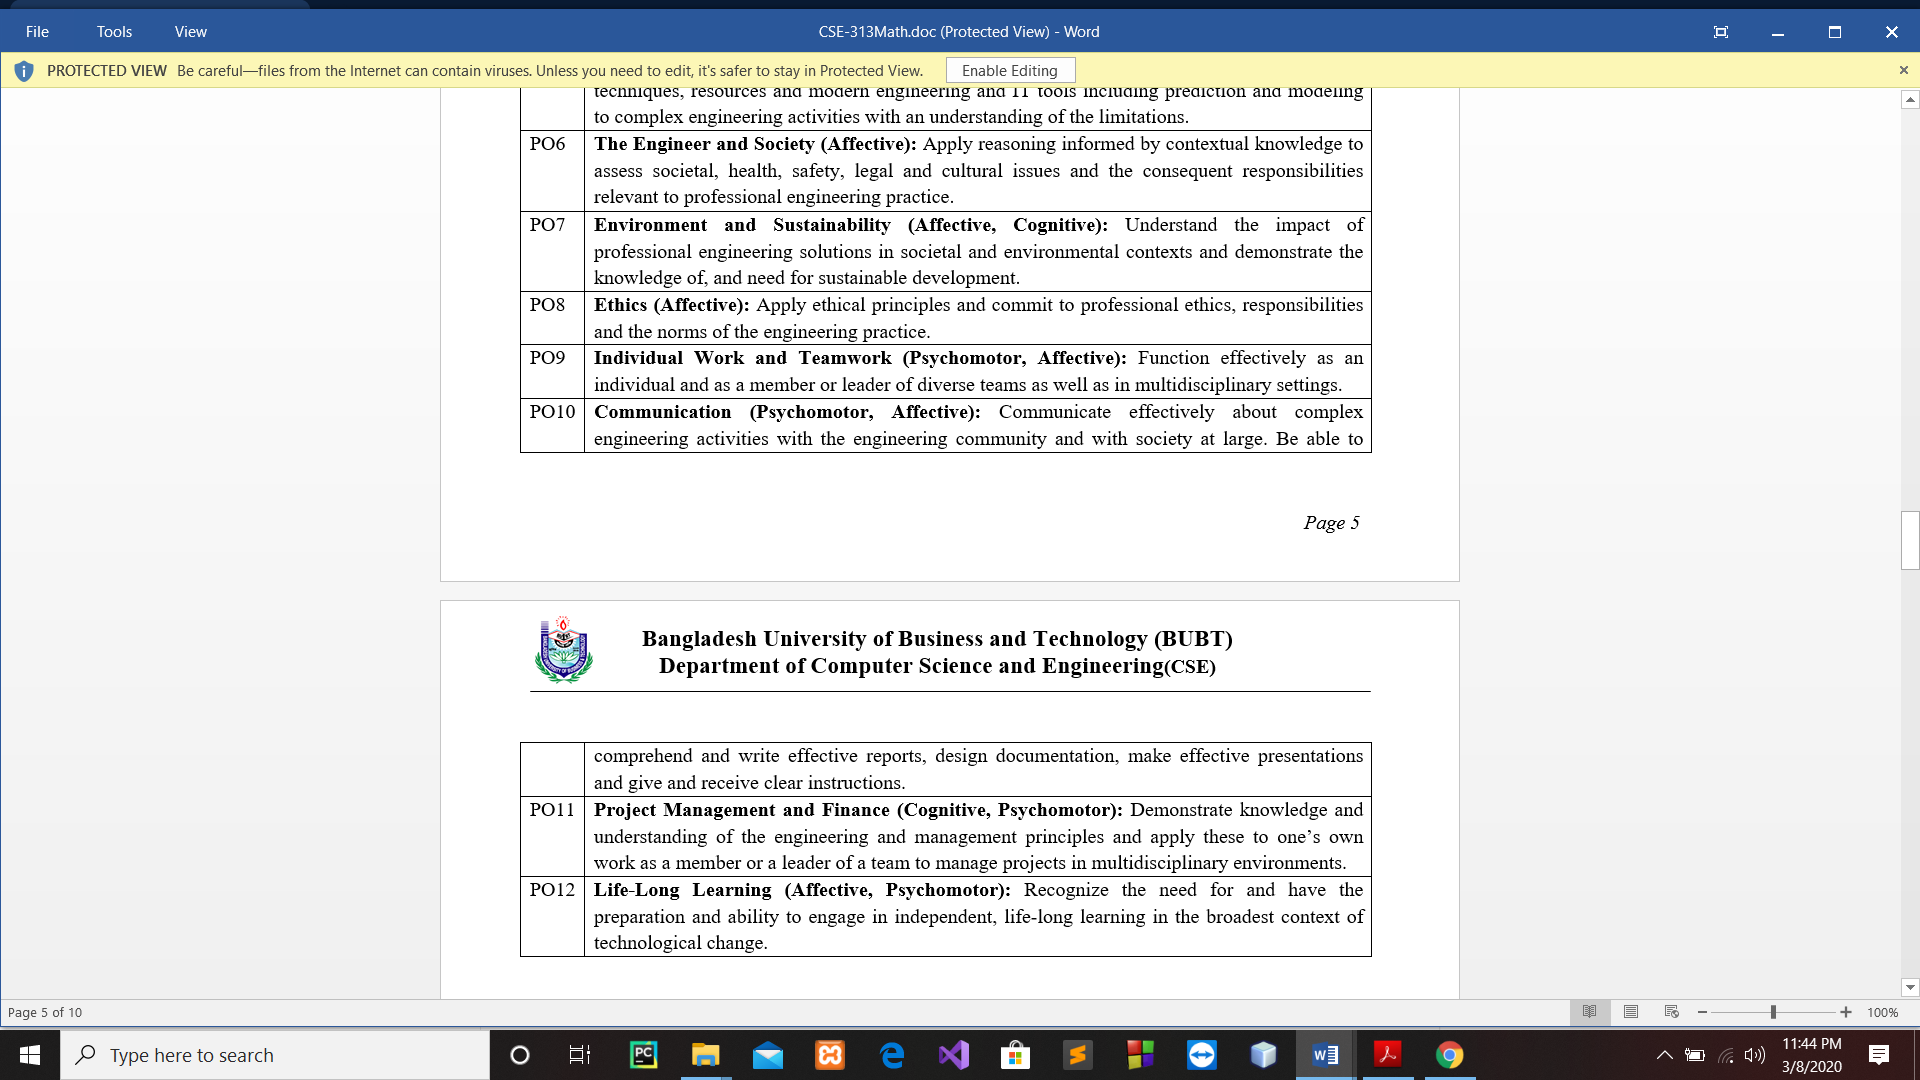 File Tools View CSE-313Math.doc (Protected View) - Word
PROTECTED VIEW Be careful—files from the Internet can contain viruses. Unless you need to edit, it's safer to stay in Protected View. Enable Editing
techniques, resources and modern engineering and IT tools including prediction and modeling
to complex engineering activities with an understanding of the limitations.
PO6 The Engineer and Society (Affective): Apply reasoning informed by contextual knowledge to
assess societal, health, safety, legal and cultural issues and the consequent responsibilities
relevant to professional engineering practice.
PO7 Environment and Sustainability (Affective, Cognitive): Understand the impact of
professional engineering solutions in societal and environmental contexts and demonstrate the
knowledge of, and need for sustainable development.
PO8 Ethics (Affective): Apply ethical principles and commit to professional ethics, responsibilities
and the norms of the engineering practice.
PO9 Individual Work and Teamwork (Psychomotor, Affective): Function effectively as an
individual and as a member or leader of diverse teams as well as in multidisciplinary settings.
PO10 Communication (Psychomotor, Affective): Communicate effectively about complex
engineering activities with the engineering community and with society at large. Be able to
Page 5
Bangladesh University of Business and Technology (BUBT)
Department of Computer Science and Engineering(CSE)
comprehend and write effective reports, design documentation, make effective presentations
and give and receive clear instructions.
PO11 Project Management and Finance (Cognitive, Psychomotor): Demonstrate knowledge and
understanding of the engineering and management principles and apply these to one’s own
work as a member or a leader of a team to manage projects in multidisciplinary environments.
PO12 Life-Long Learning (Affective, Psychomotor): Recognize the need for and have the
preparation and ability to engage in independent, life-long learning in the broadest context of
technological change.
Page 5 of 10 100%
Type here to search
11:44 PM
3/8/2020